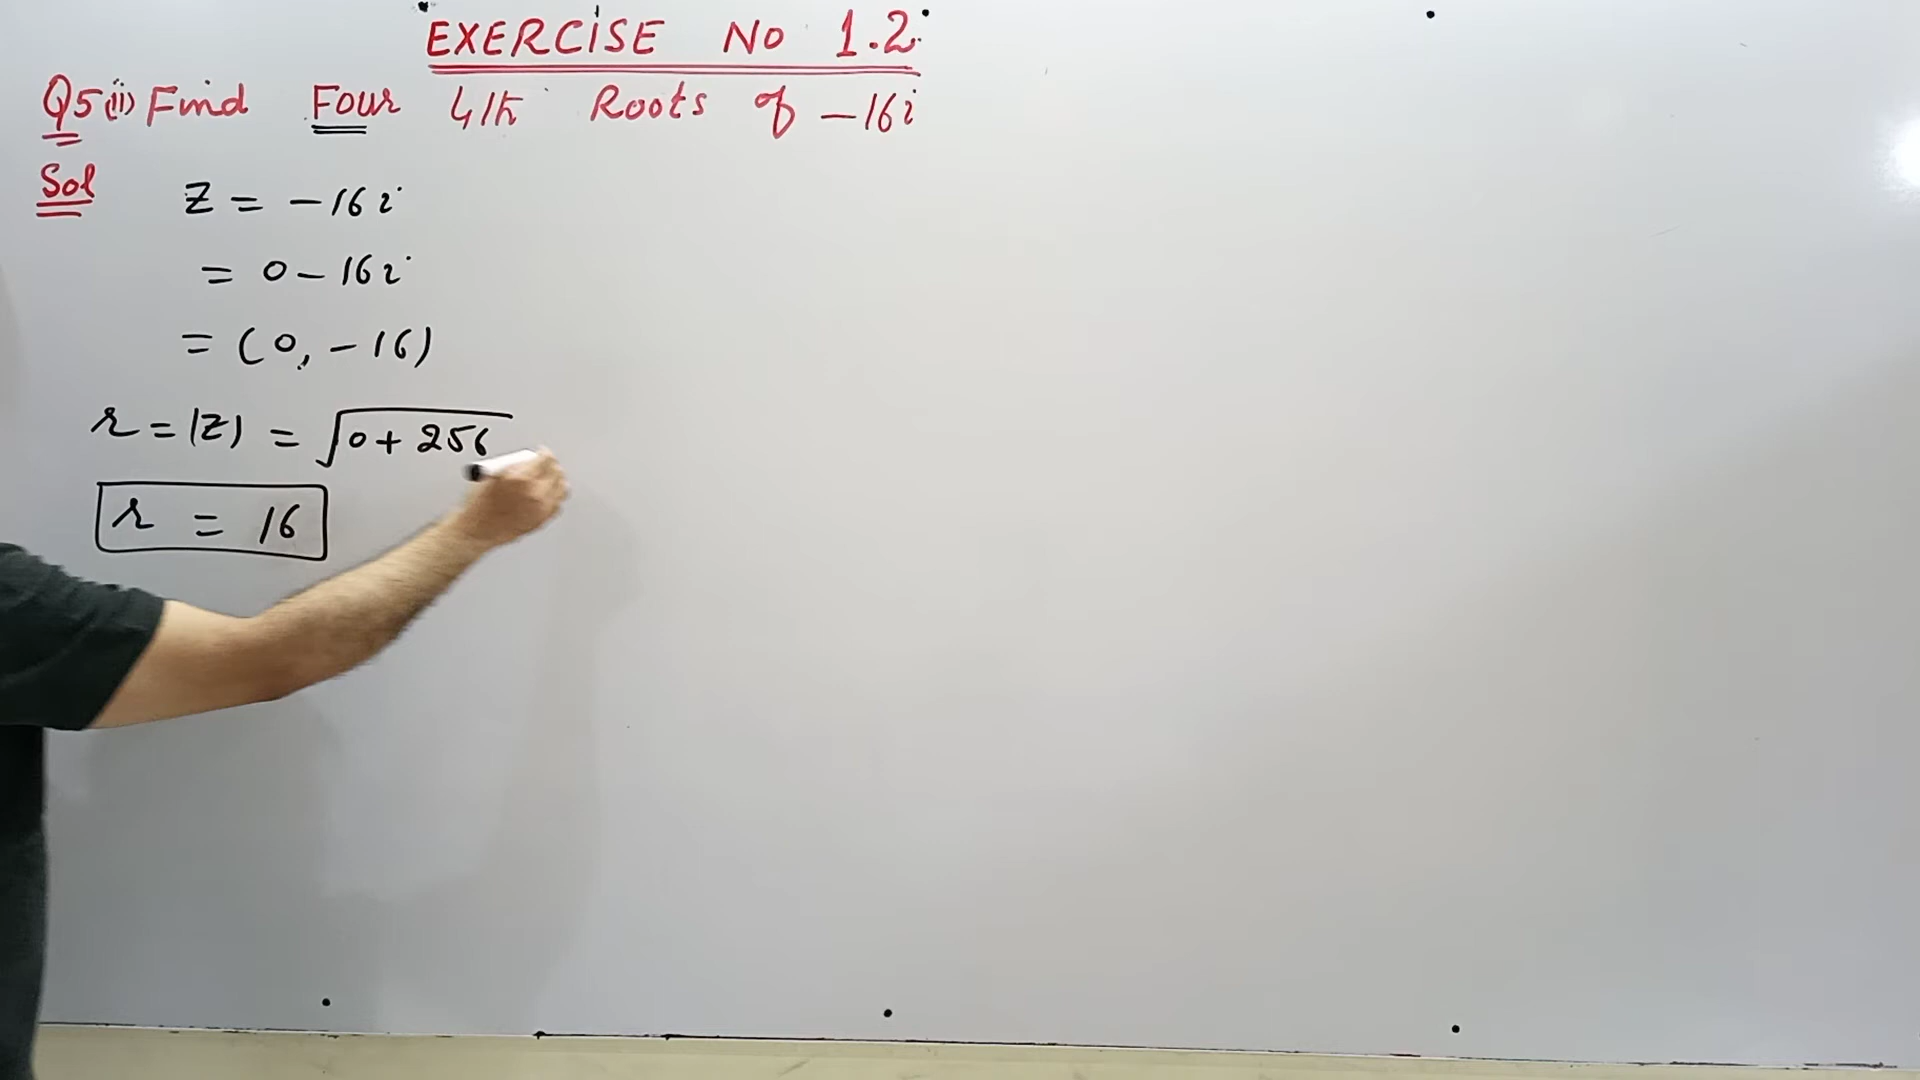 EXERCISE No 1.2
Q5(ii) Find Four 4th Roots of -16i
Sol
Z = -16i
= 0 - 16i
= (0, -16)
r = |Z| = √0 + 256
r = 16